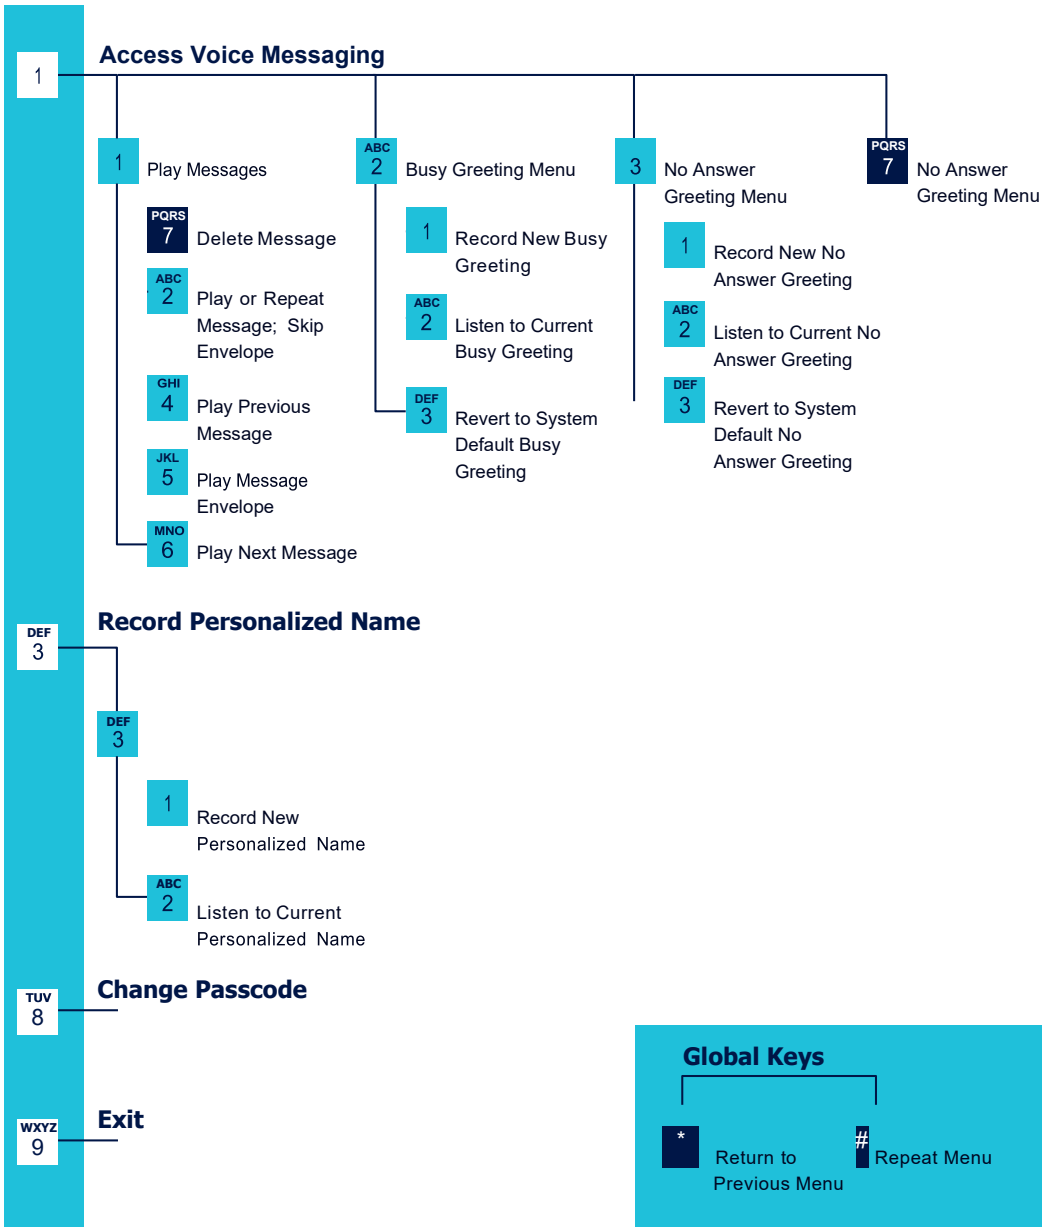 Access Voice Messaging
1
1
Play Messages
PQRS
7
Delete Message
ABC
2
Play or Repeat
Message; Skip
Envelope
GHI
4
Play Previous
Message
JKL
5
Play Message
Envelope
MNO
6
Play Next Message
ABC
2
Busy Greeting Menu
1
Record New Busy
Greeting
ABC
2
Listen to Current
Busy Greeting
DEF
3
Revert to System
Default Busy
Greeting
3
No Answer
Greeting Menu
1
Record New No
Answer Greeting
ABC
2
Listen to Current No
Answer Greeting
DEF
3
Revert to System
Default No
Answer Greeting
PQRS
7
No Answer
Greeting Menu
Record Personalized Name
DEF
3
DEF
3
1
Record New
Personalized Name
ABC
2
Listen to Current
Personalized Name
Change Passcode
TUV
8
Exit
WXYZ
9
Global Keys
*
Return to
Previous Menu
#
Repeat Menu